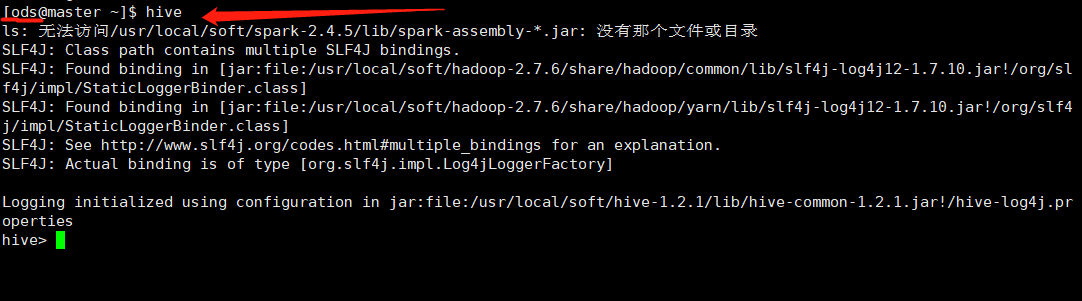 [ods@master ~]$ hive
ls: 无法访问/usr/local/soft/spark-2.4.5/lib/spark-assembly-*.jar: 没有那个文件或目录
SLF4J: Class path contains multiple SLF4J bindings.
SLF4J: Found binding in [jar:file:/usr/local/soft/hadoop-2.7.6/share/hadoop/common/lib/slf4j-log4j12-1.7.10.jar!/org/sl
f4j/impl/StaticLoggerBinder.class]
SLF4J: Found binding in [jar:file:/usr/local/soft/hadoop-2.7.6/share/hadoop/yarn/lib/slf4j-log4j12-1.7.10.jar!/org/slf4
j/impl/StaticLoggerBinder.class]
SLF4J: See http://www.slf4j.org/codes.html#multiple_bindings for an explanation.
SLF4J: Actual binding is of type [org.slf4j.impl.Log4jLoggerFactory]
Logging initialized using configuration in jar:file:/usr/local/soft/hive-1.2.1/lib/hive-common-1.2.1.jar!/hive-log4j.pr
operties
hive>